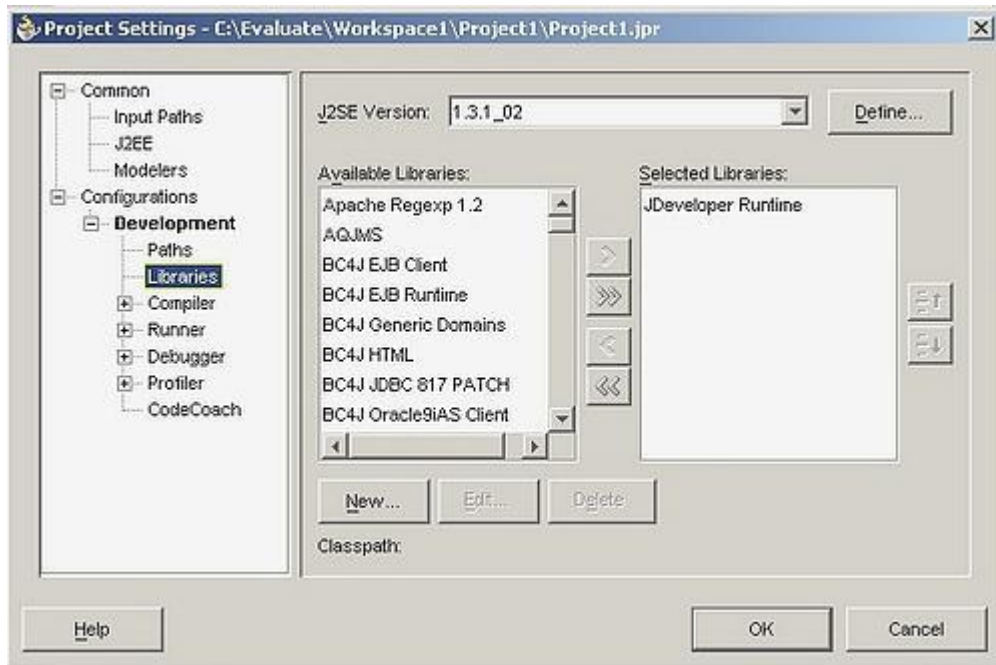 Project Settings - C:\Evaluate\Workspace1\Project1\Project1.jpr
Common
Input Paths
J2EE
Modelers
Configurations
Development
Paths
Libraries
Compiler
Runner
Debugger
Profiler
CodeCoach
J2SE Version: 1.3.1_02 Define...
Available Libraries:
Apache Regexp 1.2
AQJMS
BC4J EJB Client
BC4J EJB Runtime
BC4J Generic Domains
BC4J HTML
BC4J JDBC 817 PATCH
BC4J Oracle9iAS Client
Selected Libraries:
JDeveloper Runtime
New... Edit... Delete
Classpath:
Help OK Cancel